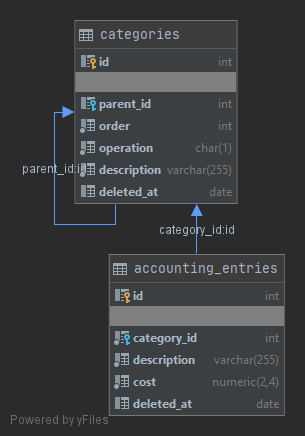 categories
id int
parent_id int
order int
operation char(1)
description varchar(255)
deleted_at date
parent_id:id
category_id:id
accounting_entries
id int
category_id int
description varchar(255)
cost numeric(2,4)
deleted_at date
Powered by yFiles